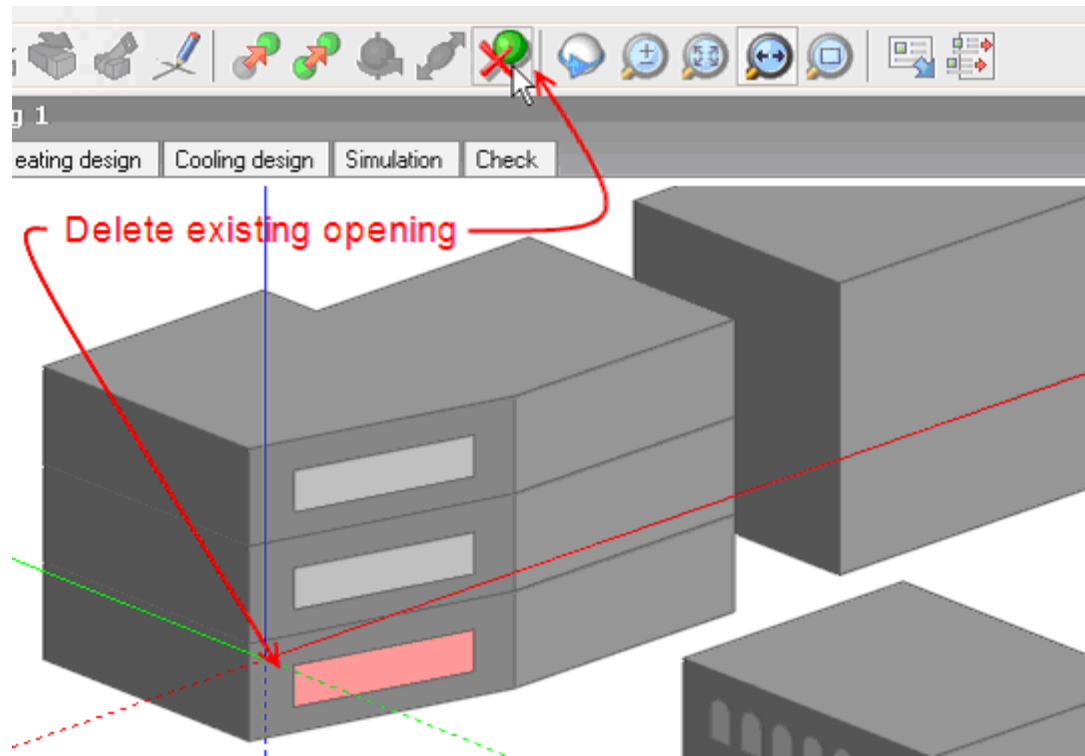 g 1
eating design Cooling design Simulation Check
Delete existing opening